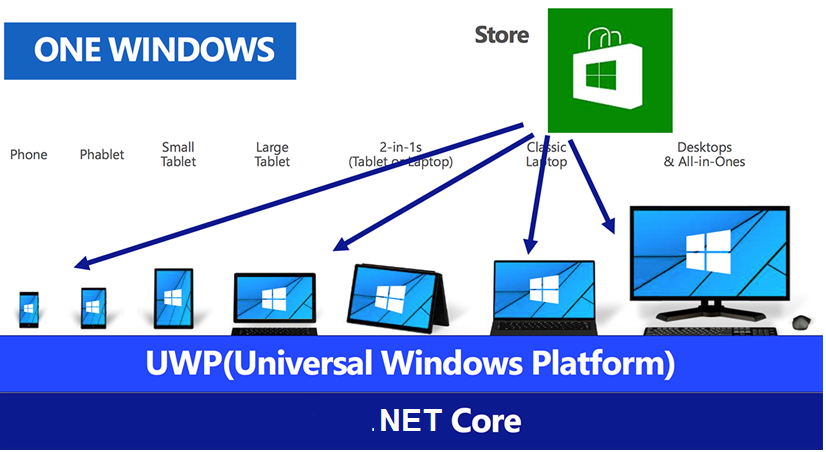 ONE WINDOWS
Store
Phone
Phablet
Small
Tablet
Large
Tablet
2-in-1s
(Tablet or Laptop)
Classic
Laptop
Desktops
& All-in-Ones
UWP(Universal Windows Platform)
.NET Core